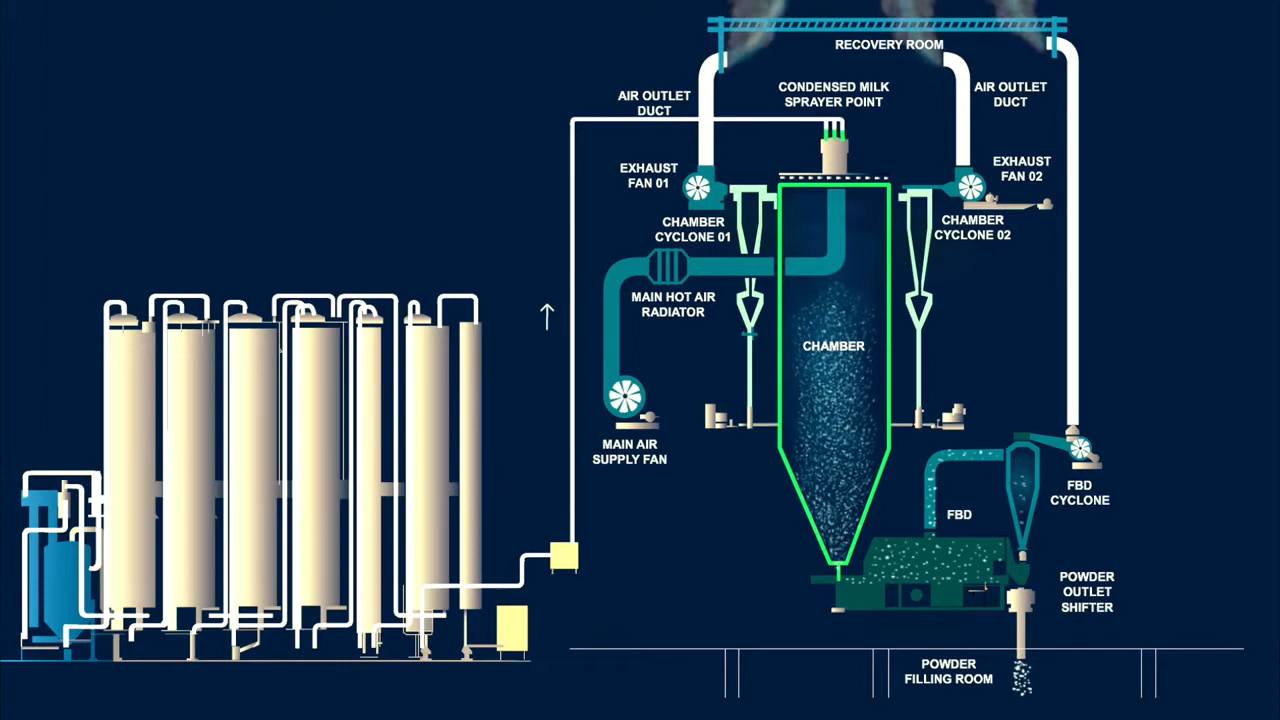 RECOVERY ROOM
AIR OUTLET
DUCT
CONDENSED MILK
SPRAYER POINT
AIR OUTLET
DUCT
EXHAUST
FAN 01
EXHAUST
FAN 02
CHAMBER
CYCLONE 01
CHAMBER
CYCLONE 02
MAIN HOT AIR
RADIATOR
CHAMBER
MAIN AIR
SUPPLY FAN
FBD
CYCLONE
FBD
POWDER
OUTLET
SHIFTER
POWDER
FILLING ROOM